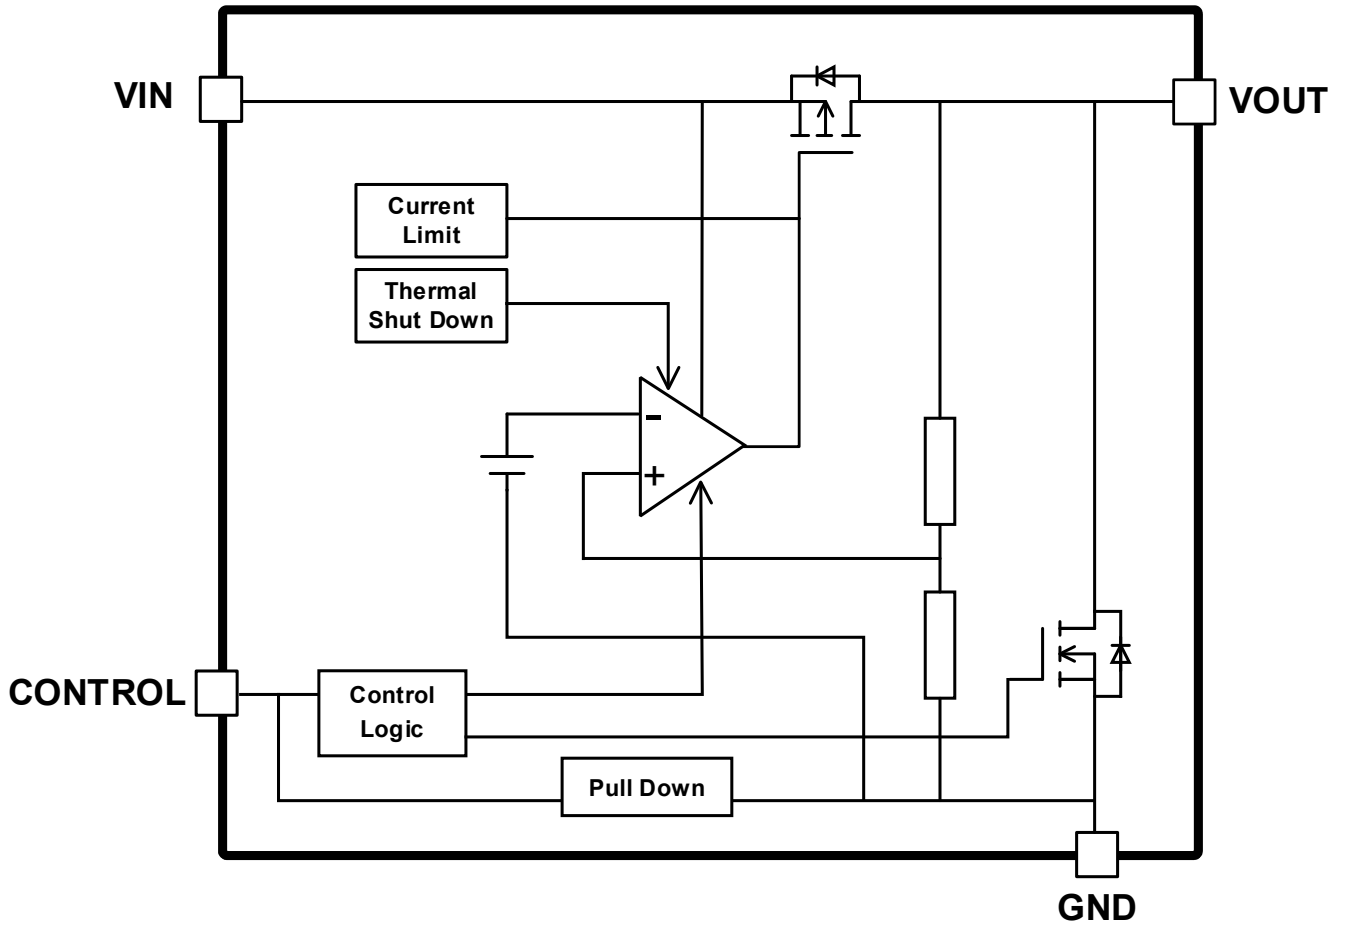 VIN
VOUT
Current
Limit
Thermal
Shut Down
-
+
CONTROL
Control
Logic
Pull Down
GND